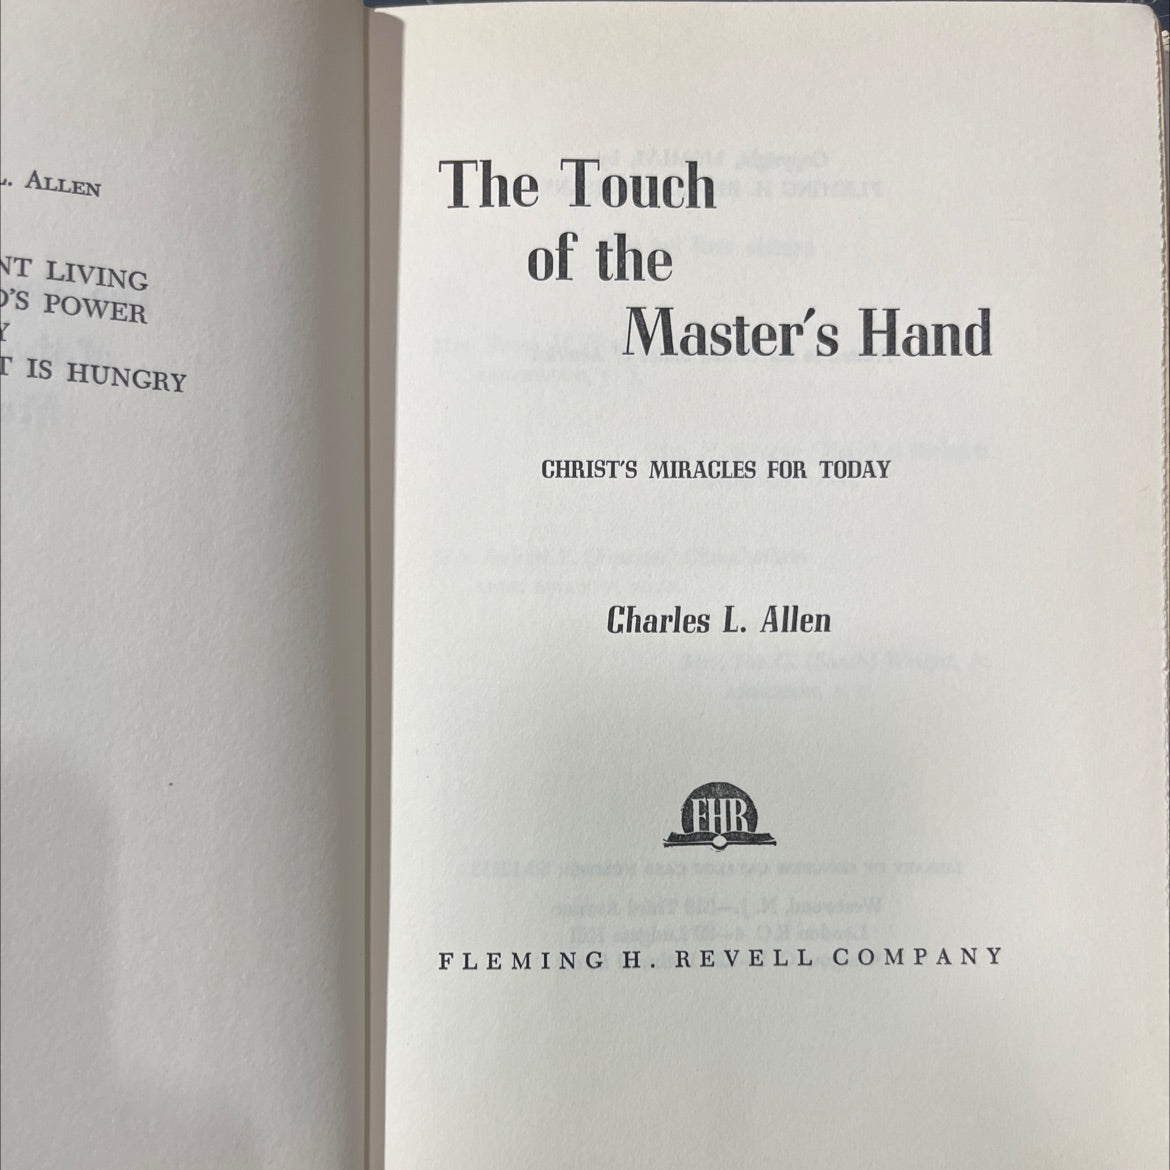 L. ALLEN
NT LIVING
D'S POWER
Y
T IS HUNGRY
The Touch
of the
Master's Hand
CHRIST'S MIRACLES FOR TODAY
Charles L. Allen
FHR
FLEMING H. REVELL COMPANY